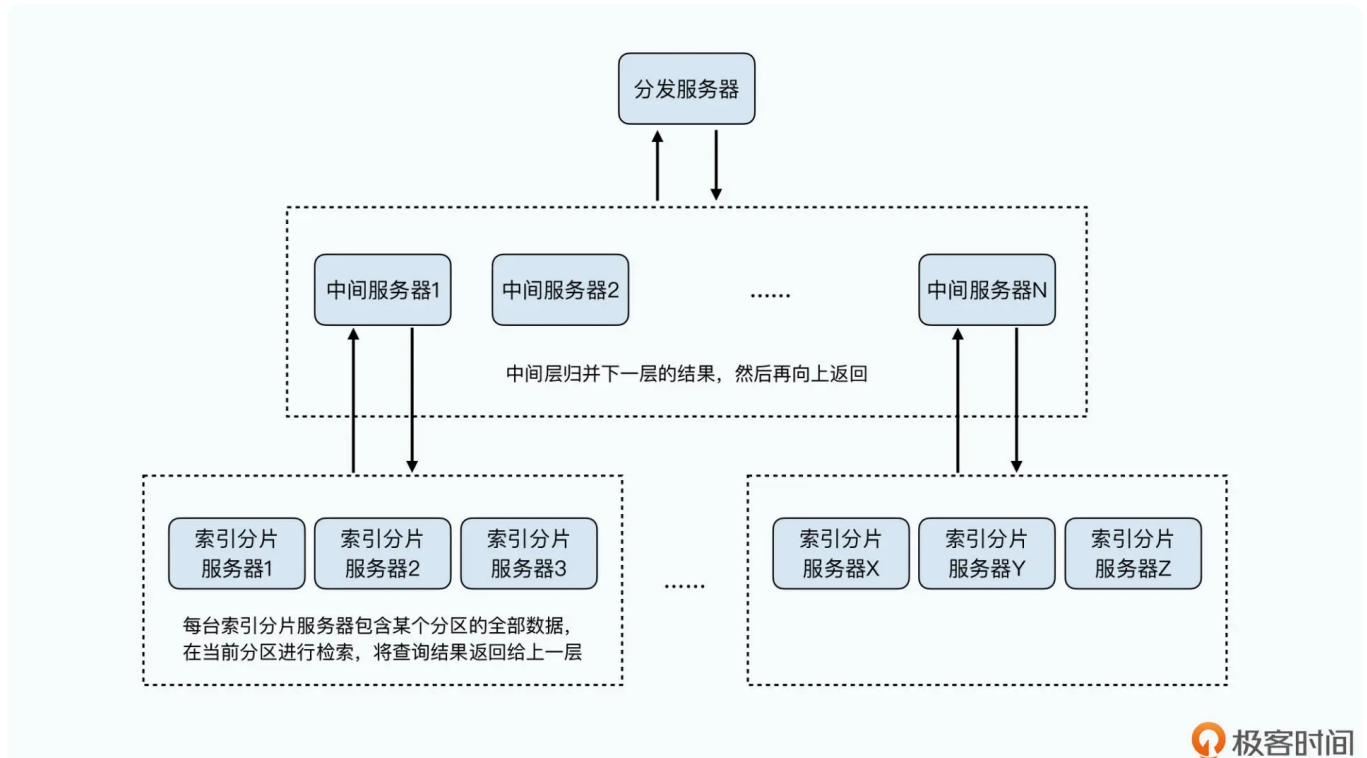 分发服务器
中间服务器1
中间服务器2
......
中间服务器N
中间层归并下一层的结果，然后再向上返回
索引分片
服务器1
索引分片
服务器2
索引分片
服务器3
每台索引分片服务器包含某个分区的全部数据，
在当前分区进行检索，将查询结果返回给上一层
......
索引分片
服务器X
索引分片
服务器Y
索引分片
服务器Z
极客时间